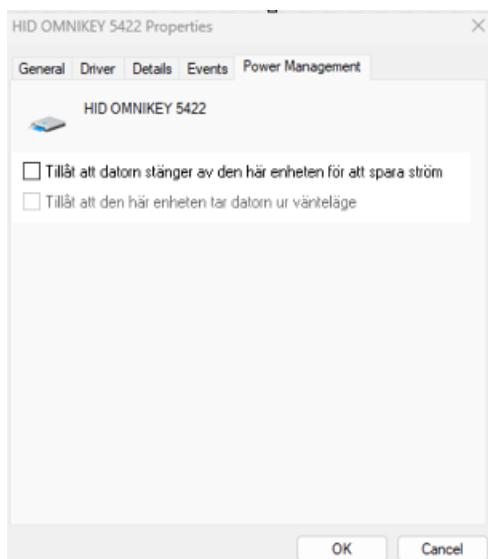 HID OMNIKEY 5422 Properties
General Driver Details Events Power Management
HID OMNIKEY 5422
Tillåt att datorn stänger av den här enheten för att spara ström
Tillåt att den här enheten tar datorn ur vänteläge
OK Cancel